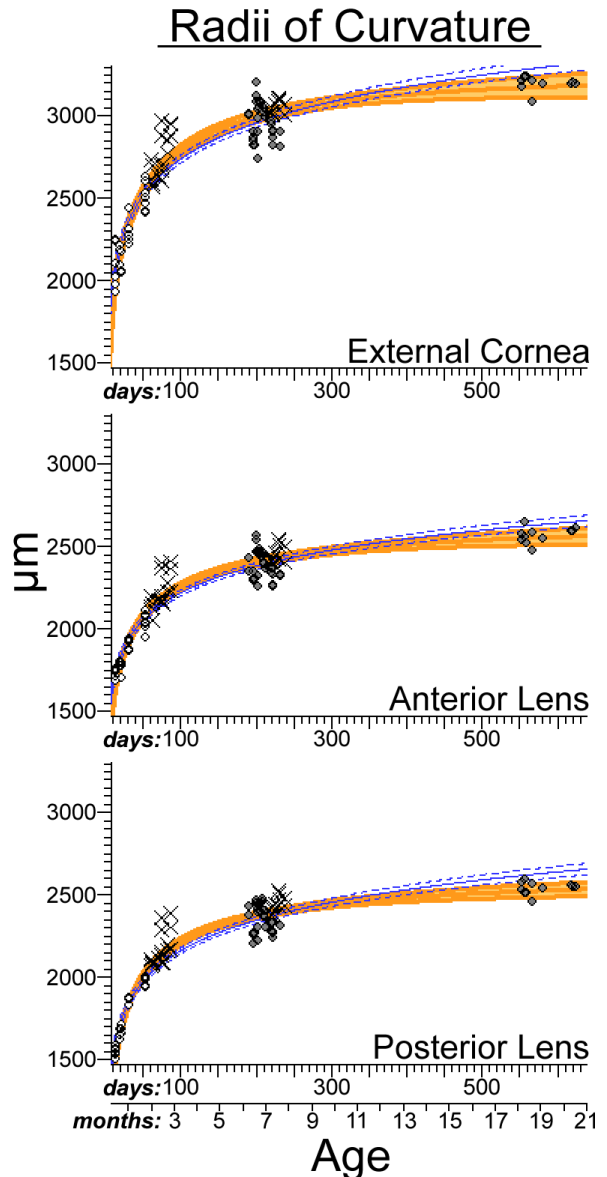 Radii of Curvature
3000
2500
2000
1500
External Cornea
days: 100 300 500
3000
2500
2000
1500
µm
Anterior Lens
days: 100 300 500
3000
2500
2000
1500
Posterior Lens
days: 100 300 500
months: 3 5 7 9 11 13 15 17 19 21
Age